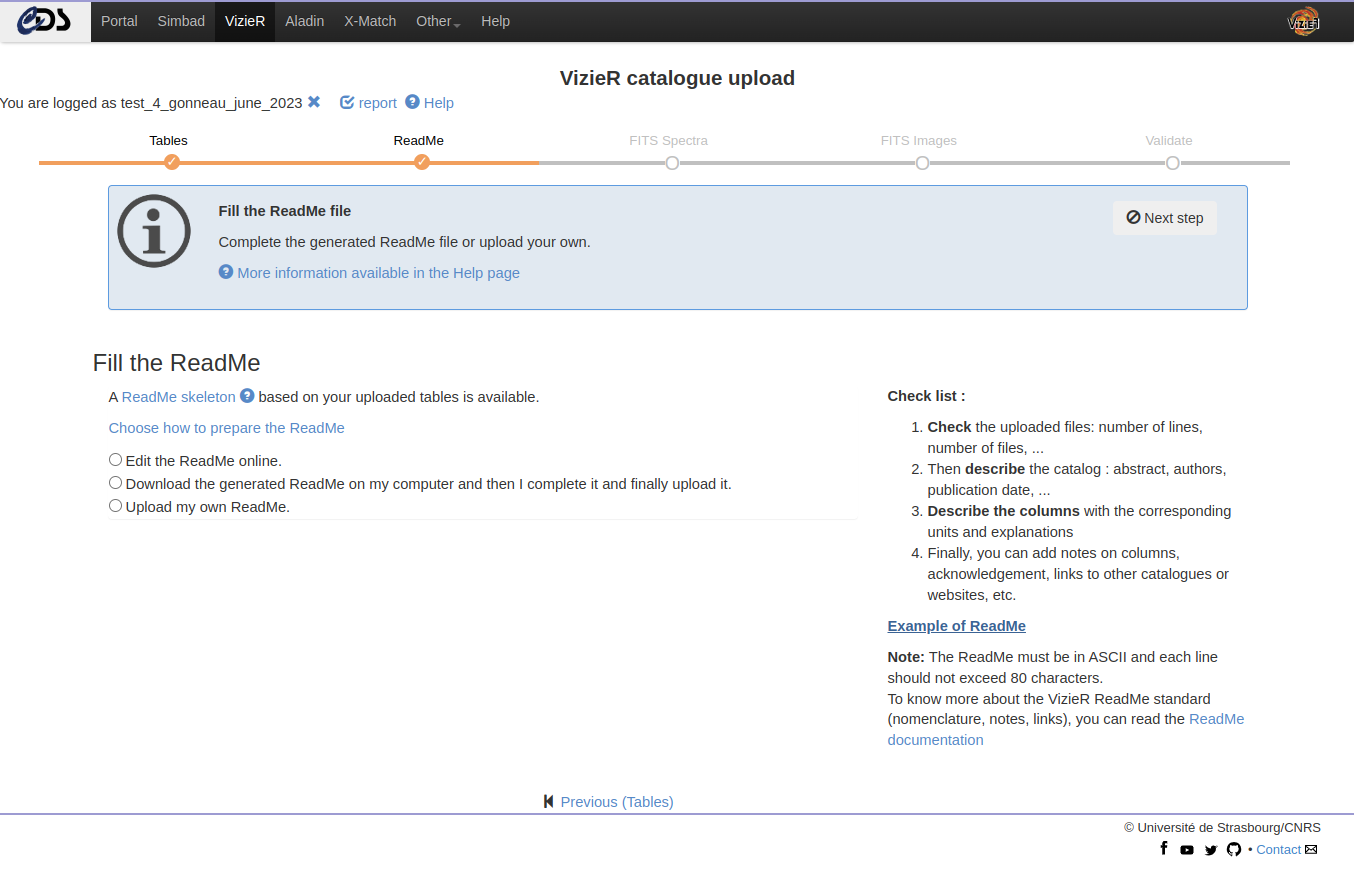 CDS Portal Simbad VizieR Aladin X-Match Other Help VizieR
VizieR catalogue upload
You are logged as test_4_gonneau_june_2023 report Help
Tables ReadMe FITS Spectra FITS Images Validate
Fill the ReadMe file
Next step
Complete the generated ReadMe file or upload your own.
More information available in the Help page
Fill the ReadMe
A ReadMe skeleton based on your uploaded tables is available.
Choose how to prepare the ReadMe
Edit the ReadMe online.
Download the generated ReadMe on my computer and then I complete it and finally upload it.
Upload my own ReadMe.
Check list :
1. Check the uploaded files: number of lines,
number of files, ...
2. Then describe the catalog : abstract, authors,
publication date, ...
3. Describe the columns with the corresponding
units and explanations
4. Finally, you can add notes on columns,
acknowledgement, links to other catalogues or
websites, etc.
Example of ReadMe
Note: The ReadMe must be in ASCII and each line
should not exceed 80 characters.
To know more about the VizieR ReadMe standard
(nomenclature, notes, links), you can read the ReadMe
documentation
Previous (Tables)
© Université de Strasbourg/CNRS
• Contact